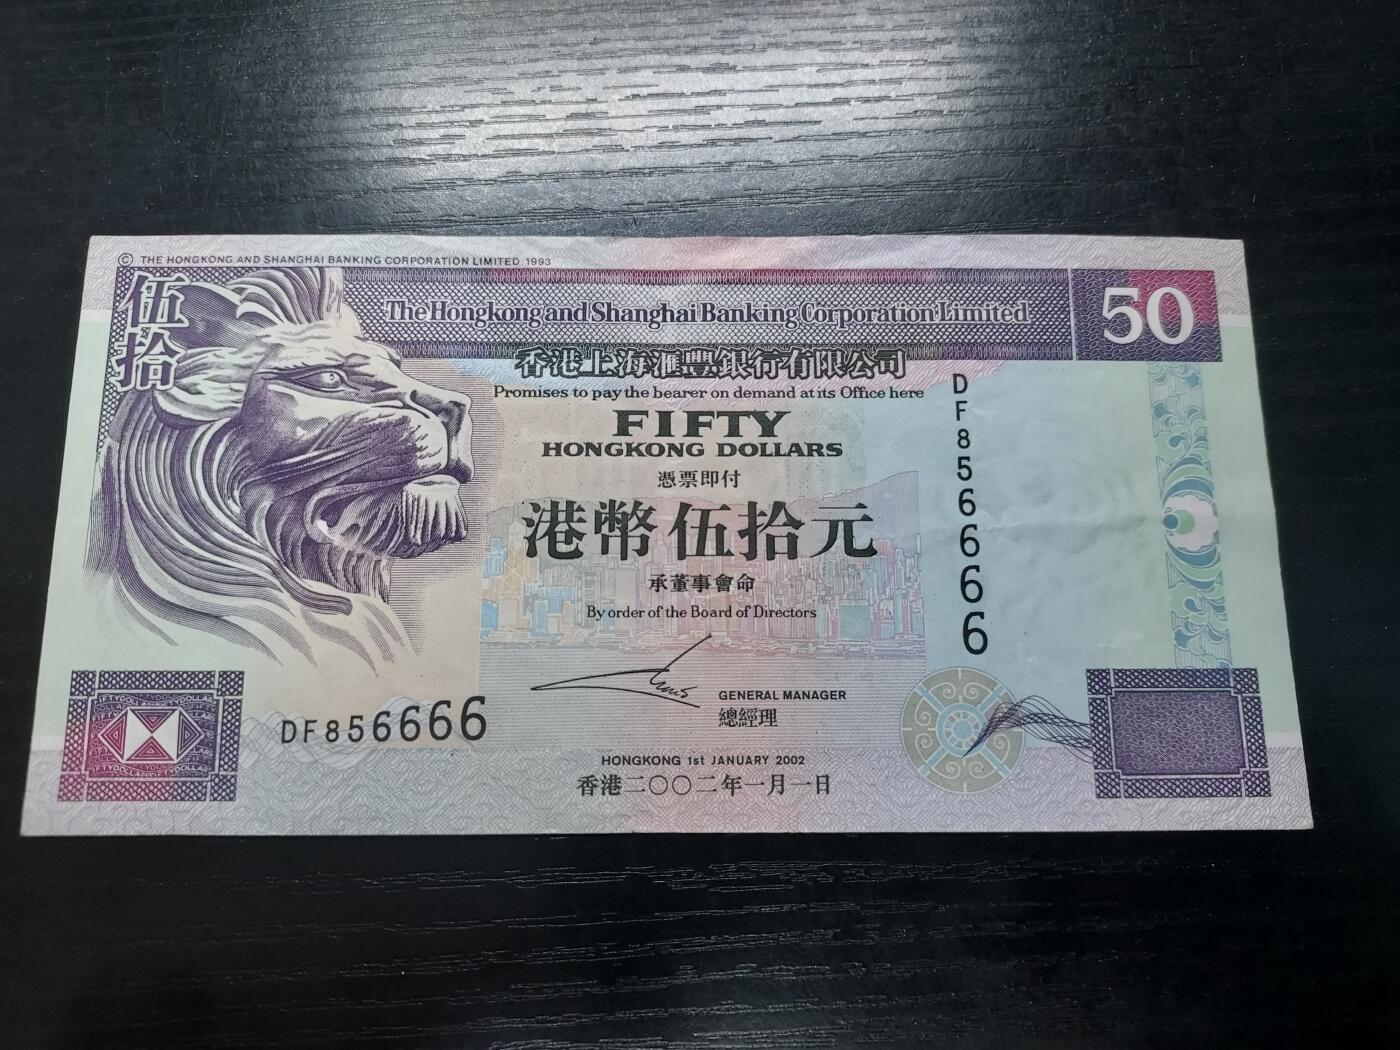 © THE HONGKONG AND SHANGHAI BANKING CORPORATION LIMITED 1993
伍拾
The Hongkong and Shanghai Banking Corporation Limited
50
香港上海滙豐銀行有限公司
Promises to pay the bearer on demand at its Office here
FIFTY
HONGKONG DOLLARS
憑票即付
港幣伍拾元
承董事會命
By order of the Board of Directors
DF856666
GENERAL MANAGER
總經理
DF856666
HONGKONG 1st JANUARY 2002
香港二〇〇二年一月一日